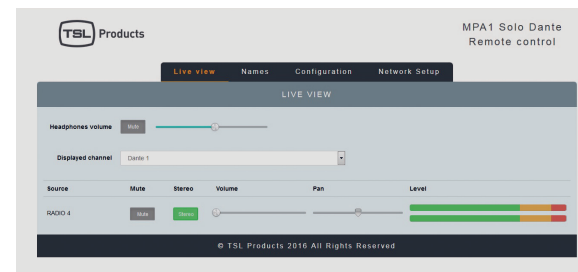 TSL Products
MPA1 Solo Dante
Remote control
Live view Names Configuration Network Setup
LIVE VIEW
Headphones volume Mute
Displayed channel Dante 1
Source Mute Stereo Volume Pan Level
RADIO 4 Mute Stereo
© TSL Products 2016 All Rights Reserved